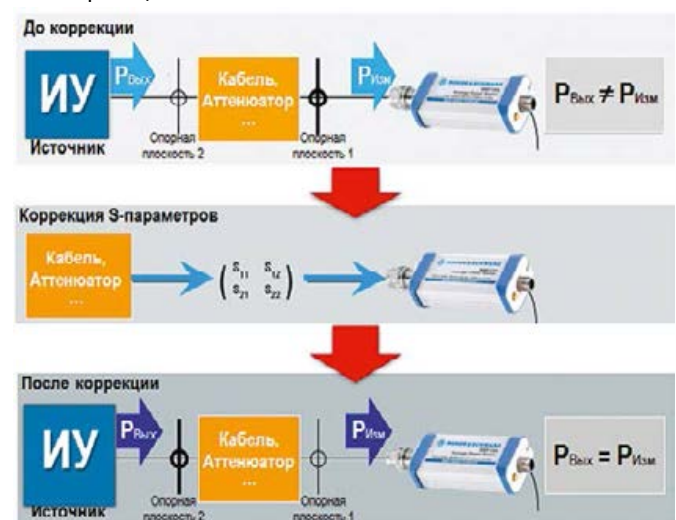 До коррекции
ИУ
Источник
PВых
Опорная
плоскость 2
Кабель,
Аттенюатор
...
Опорная
плоскость 1
PИзм
PВых ≠ PИзм
Коррекция S-параметров
Кабель,
Аттенюатор
...
S11 S12
S21 S22
После коррекции
ИУ
Источник
PВых
Опорная
плоскость 2
Кабель,
Аттенюатор
...
Опорная
плоскость 1
PИзм
PВых = PИзм